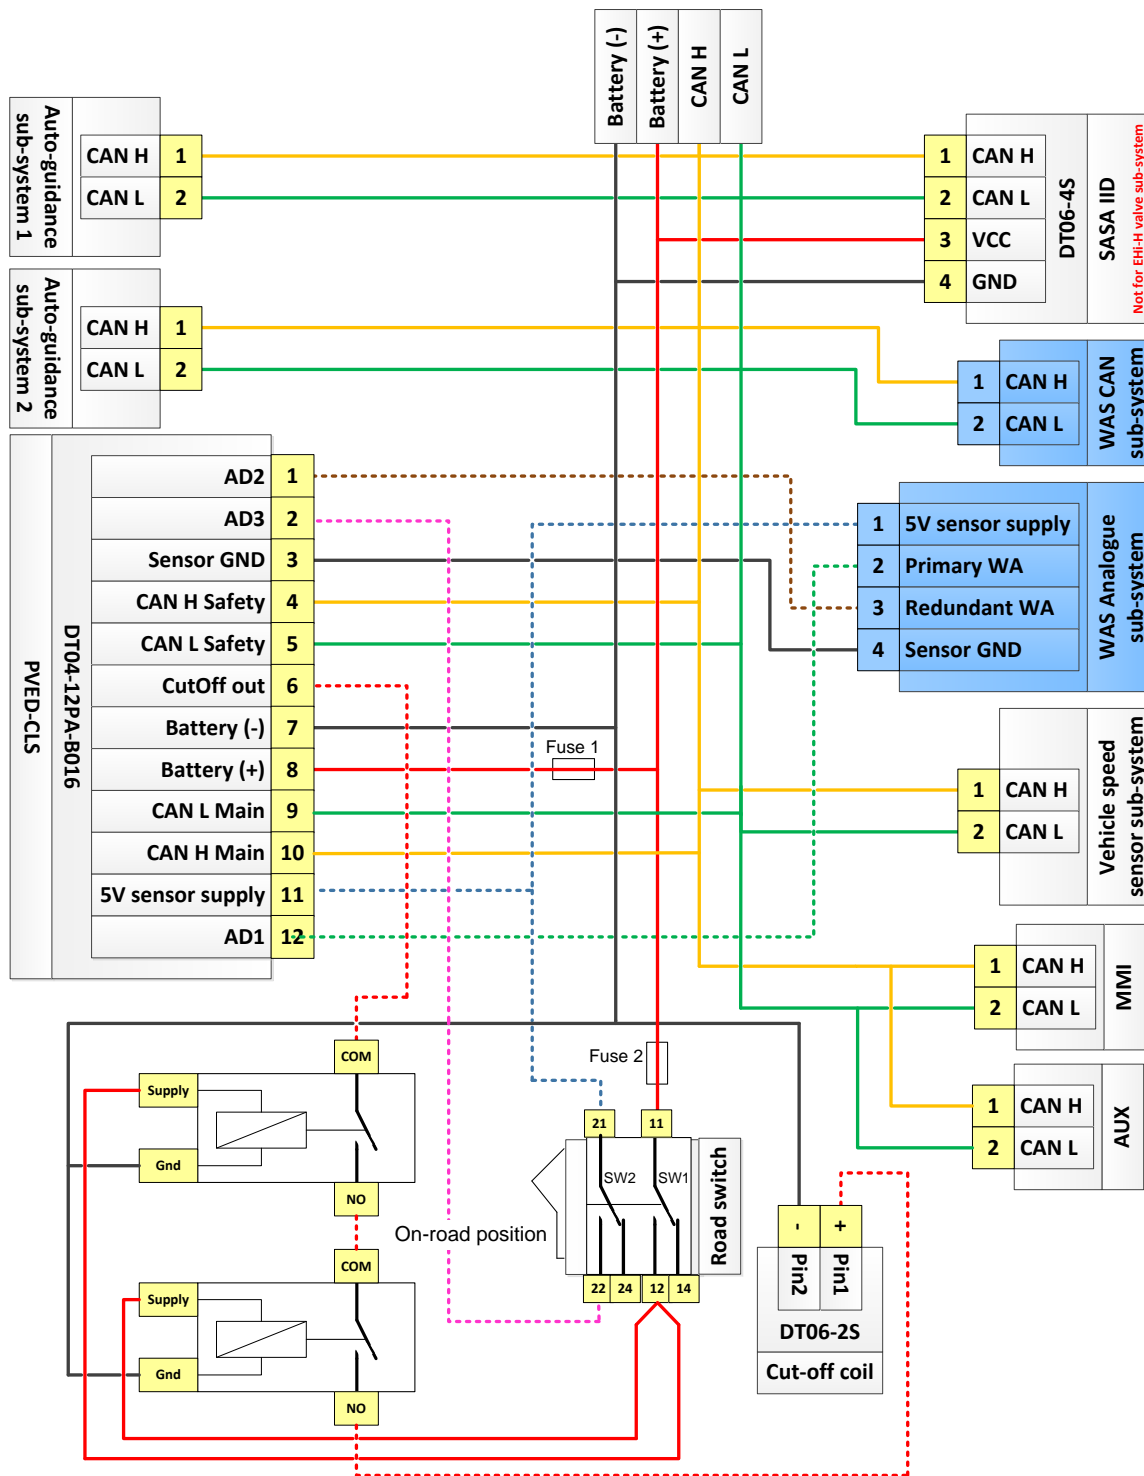 Battery (-)
Battery (+)
CAN H
CAN L
Auto-guidance
sub-system 1
CAN H 1
CAN L 2
Auto-guidance
sub-system 2
CAN H 1
CAN L 2
1 CAN H
2 CAN L
3 VCC
4 GND
DT06-4S
SASA IID
Not for EHi-H valve sub-system
1 CAN H
2 CAN L
WAS CAN
sub-system
PVED-CLS
DT04-12PA-B016
AD2 1
AD3 2
Sensor GND 3
CAN H Safety 4
CAN L Safety 5
CutOff out 6
Battery (-) 7
Battery (+) 8
CAN L Main 9
CAN H Main 10
5V sensor supply 11
AD1 12
1 5V sensor supply
2 Primary WA
3 Redundant WA
4 Sensor GND
WAS Analogue
sub-system
Fuse 1
1 CAN H
2 CAN L
Vehicle speed
sensor sub-system
1 CAN H
2 CAN L
MMI
1 CAN H
2 CAN L
AUX
COM
Supply
Gnd
NO
COM
Supply
Gnd
NO
Fuse 2
21
11
SW2
SW1
Road switch
On-road position
22
24
12
14
-
+
Pin2
Pin1
DT06-2S
Cut-off coil